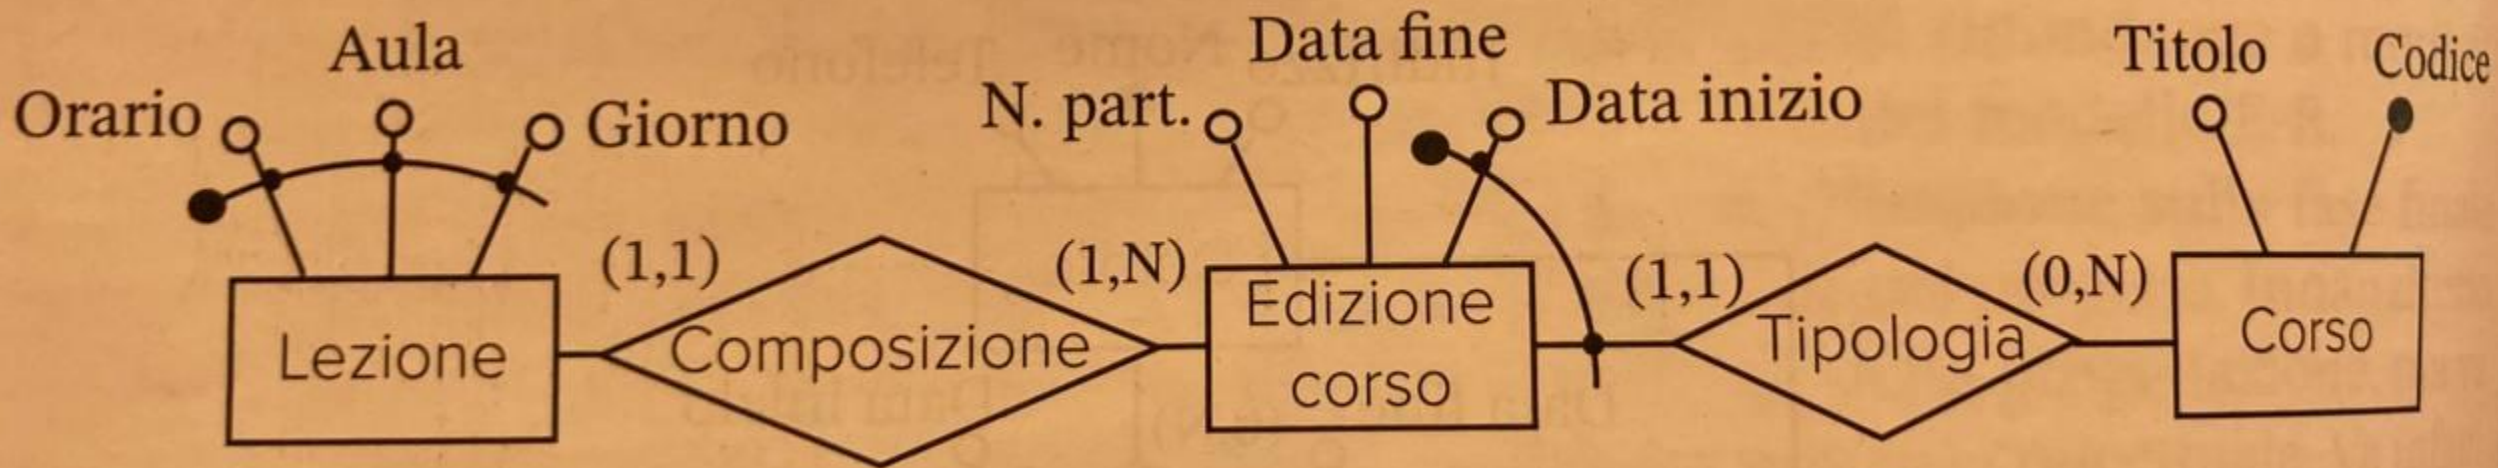 Orario
Aula
Giorno
N. part.
Data fine
Data inizio
Titolo
Codice
Lezione
(1,1)
Composizione
(1,N)
Edizione
corso
(1,1)
Tipologia
(0,N)
Corso